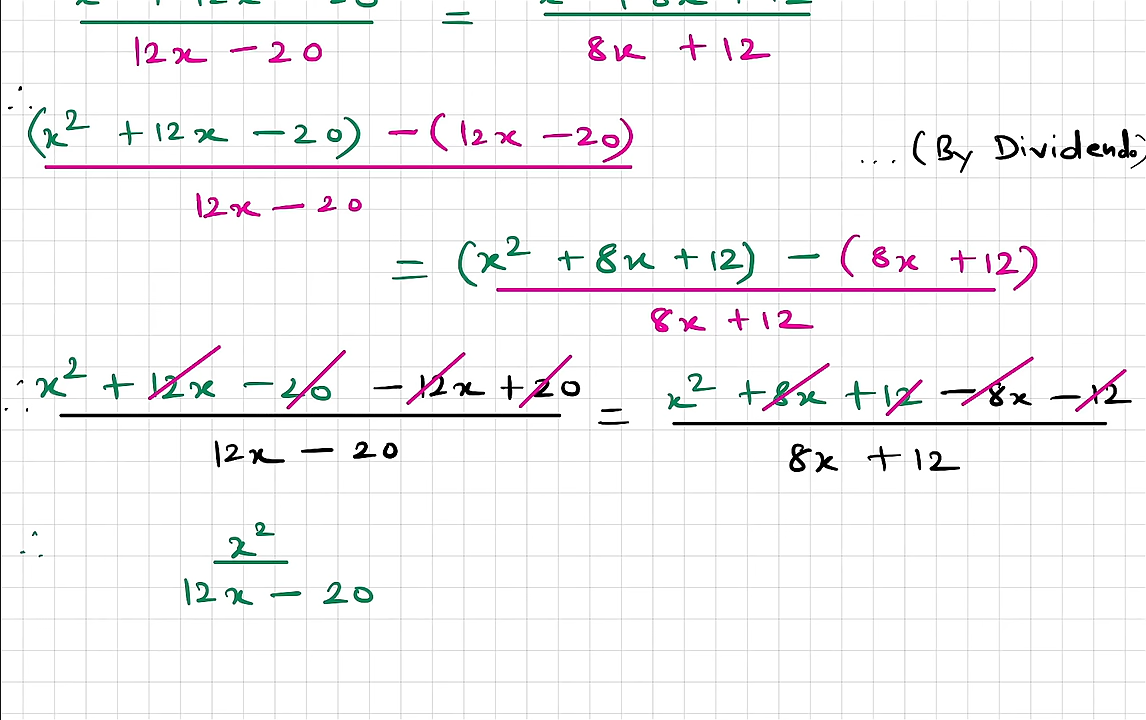 12x - 20 8x + 12
∴ (x² + 12x - 20) - (12x - 20) ... (By Dividendo)
12x - 20
= (x² + 8x + 12) - (8x + 12)
8x + 12
∴ x² + 12x - 20 - 12x + 20 = x² + 8x + 12 - 8x - 12
12x - 20 8x + 12
∴ x²
12x - 20